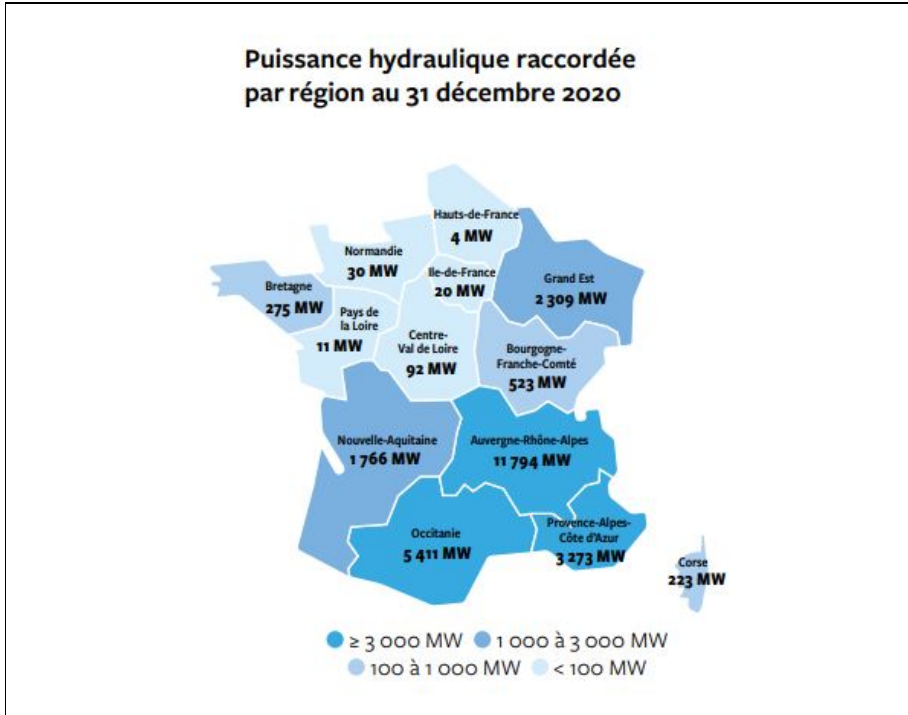 Puissance hydraulique raccordée
par région au 31 décembre 2020
Hauts-de-France
4 MW
Normandie
30 MW
Ile-de-France
20 MW
Grand Est
2 309 MW
Bretagne
275 MW
Pays de
la Loire
11 MW
Centre-
Val de Loire
92 MW
Bourgogne-
Franche-Comté
523 MW
Nouvelle-Aquitaine
1 766 MW
Auvergne-Rhône-Alpes
11 794 MW
Occitanie
5 411 MW
Provence-Alpes-
Côte d'Azur
3 273 MW
Corse
223 MW
≥ 3 000 MW 1 000 à 3 000 MW
100 à 1 000 MW < 100 MW